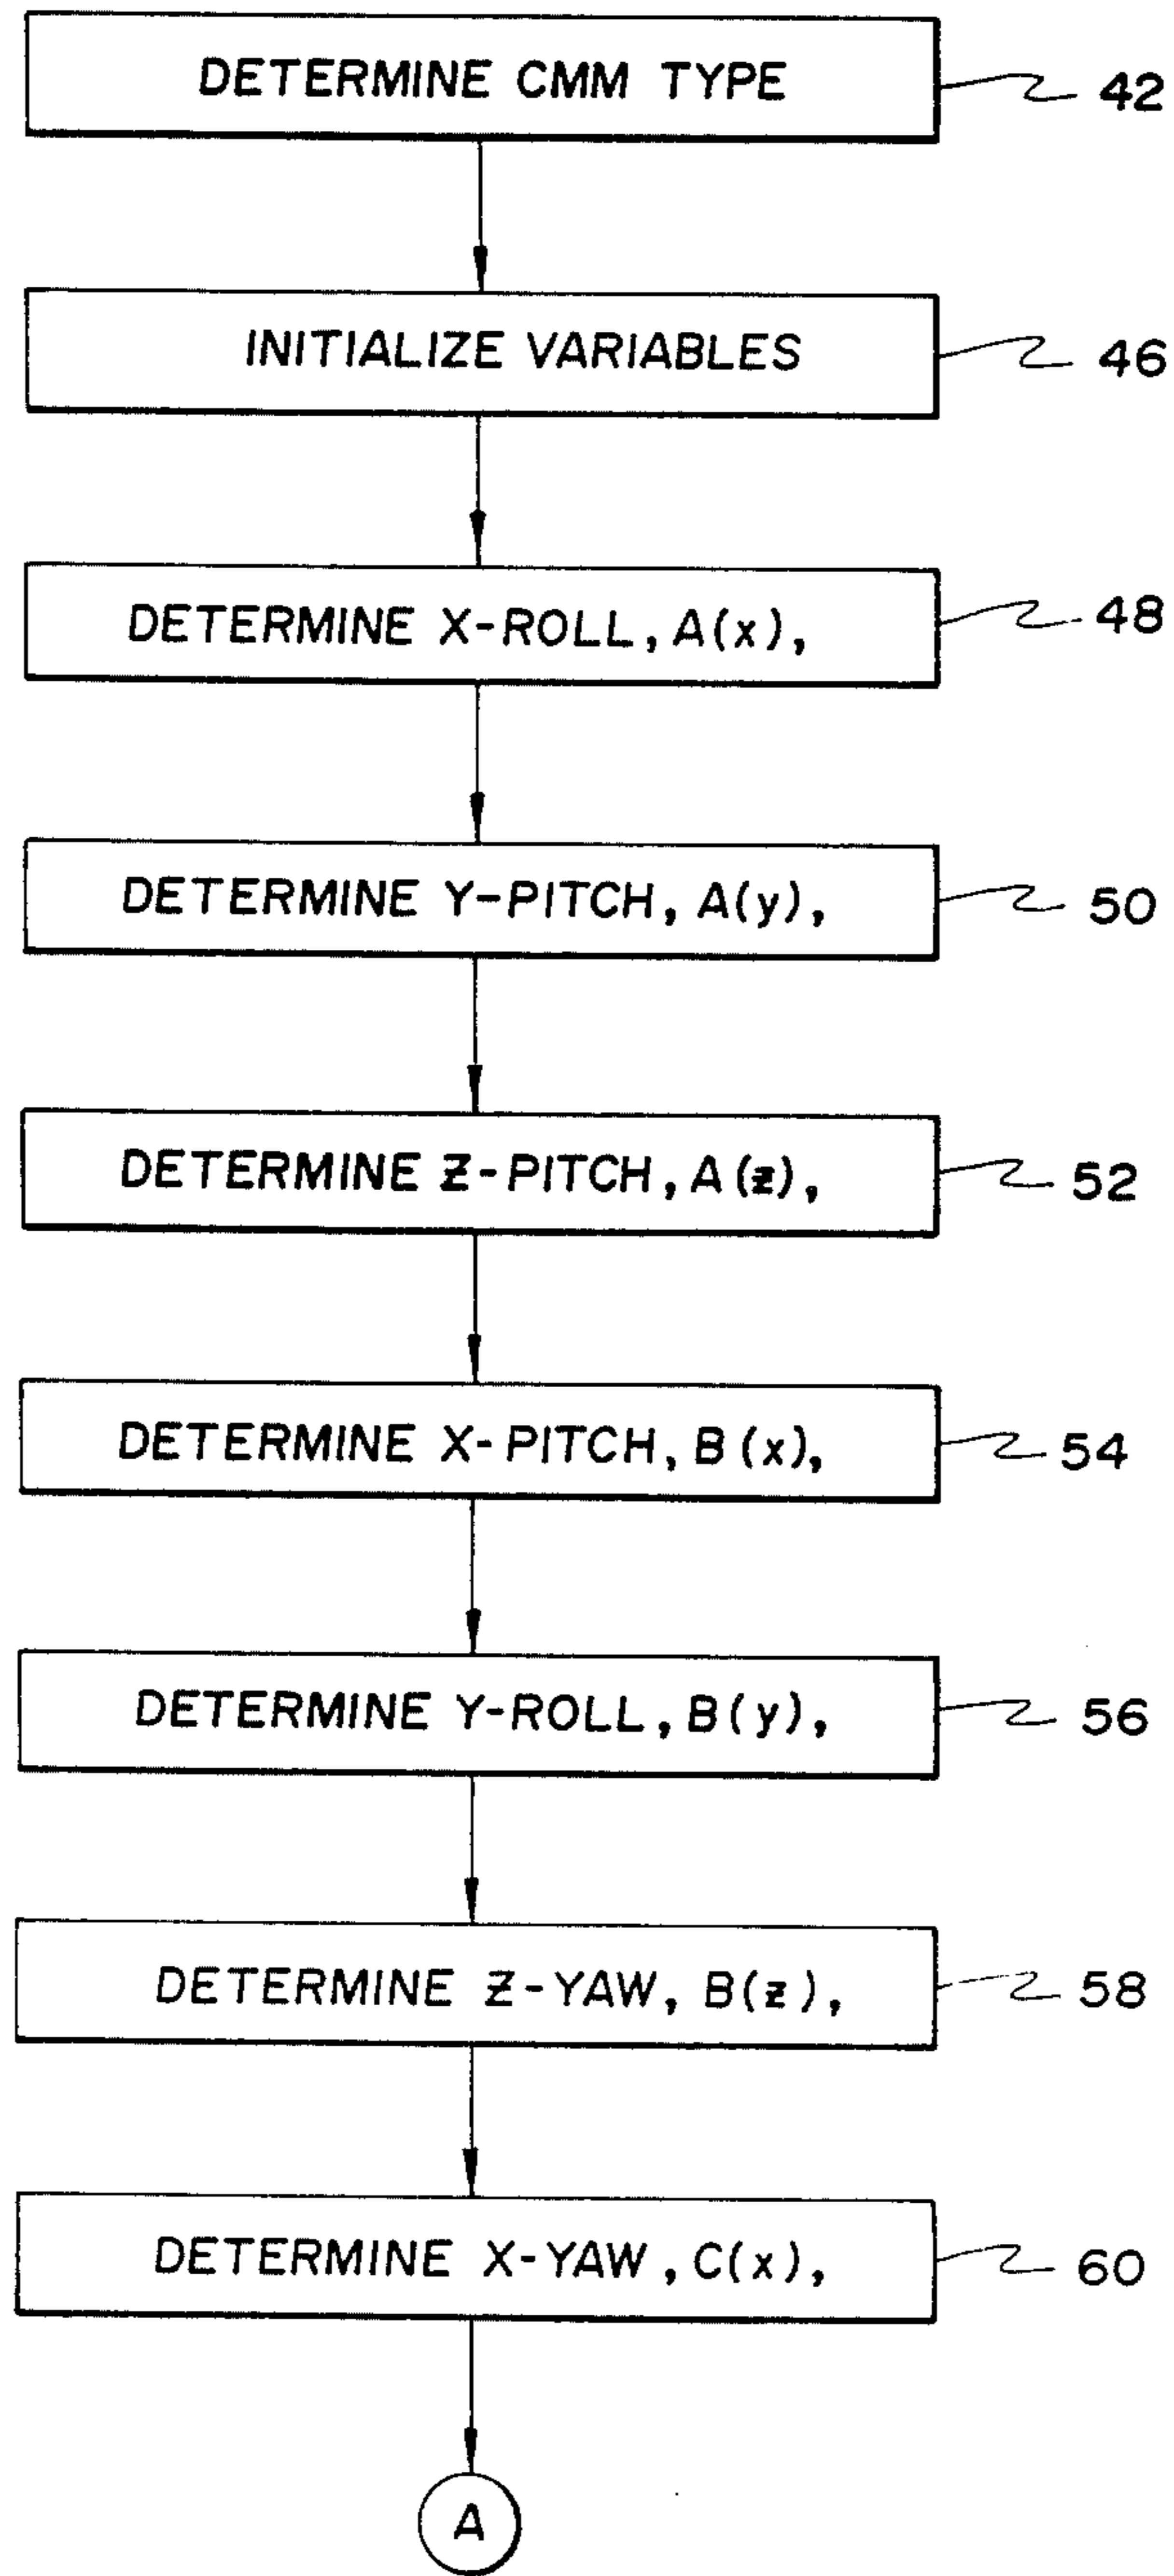 DETERMINE CMM TYPE 42
INITIALIZE VARIABLES 46
DETERMINE X-ROLL, A(x), 48
DETERMINE Y-PITCH, A(y), 50
DETERMINE Z-PITCH, A(z), 52
DETERMINE X-PITCH, B(x), 54
DETERMINE Y-ROLL, B(y), 56
DETERMINE Z-YAW, B(z), 58
DETERMINE X-YAW, C(x), 60
A